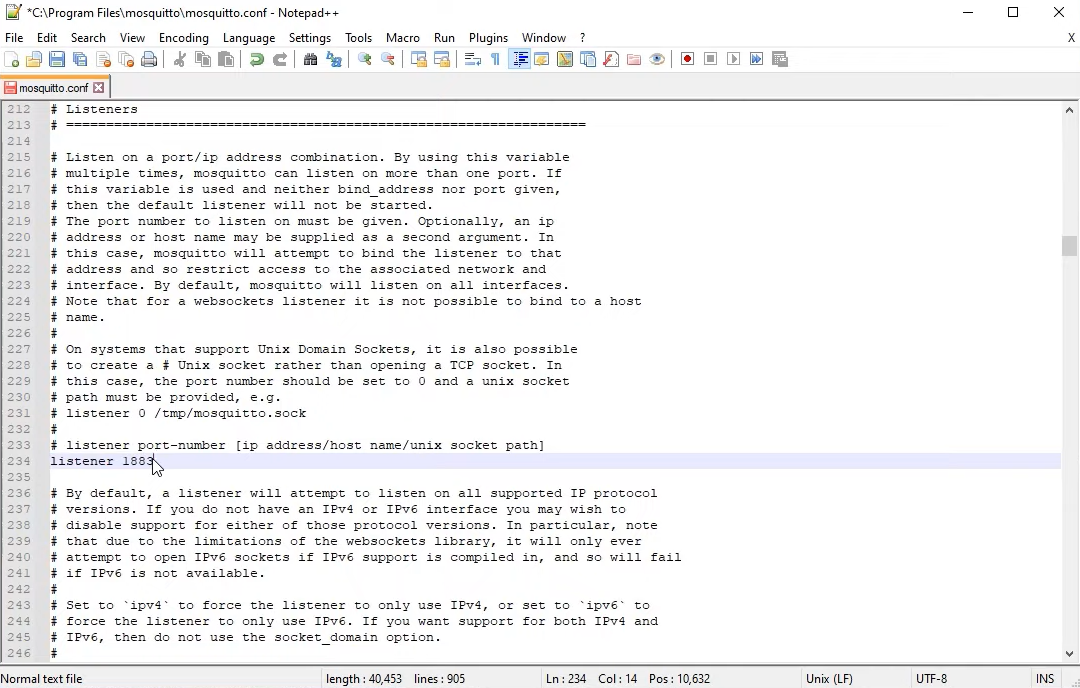 *C:\Program Files\mosquitto\mosquitto.conf - Notepad++
File Edit Search View Encoding Language Settings Tools Macro Run Plugins Window ? X
mosquitto.conf
212 # Listeners
213 # =================================================================
214
215 # Listen on a port/ip address combination. By using this variable
216 # multiple times, mosquitto can listen on more than one port. If
217 # this variable is used and neither bind_address nor port given,
218 # then the default listener will not be started.
219 # The port number to listen on must be given. Optionally, an ip
220 # address or host name may be supplied as a second argument. In
221 # this case, mosquitto will attempt to bind the listener to that
222 # address and so restrict access to the associated network and
223 # interface. By default, mosquitto will listen on all interfaces.
224 # Note that for a websockets listener it is not possible to bind to a host
225 # name.
226 #
227 # On systems that support Unix Domain Sockets, it is also possible
228 # to create a # Unix socket rather than opening a TCP socket. In
229 # this case, the port number should be set to 0 and a unix socket
230 # path must be provided, e.g.
231 # listener 0 /tmp/mosquitto.sock
232 #
233 # listener port-number [ip address/host name/unix socket path]
234 listener 1883
235
236 # By default, a listener will attempt to listen on all supported IP protocol
237 # versions. If you do not have an IPv4 or IPv6 interface you may wish to
238 # disable support for either of those protocol versions. In particular, note
239 # that due to the limitations of the websockets library, it will only ever
240 # attempt to open IPv6 sockets if IPv6 support is compiled in, and so will fail
241 # if IPv6 is not available.
242 #
243 # Set to `ipv4` to force the listener to only use IPv4, or set to `ipv6` to
244 # force the listener to only use IPv6. If you want support for both IPv4 and
245 # IPv6, then do not use the socket_domain option.
246 #
Normal text file length : 40,453 lines : 905 Ln : 234 Col : 14 Pos : 10,632 Unix (LF) UTF-8 INS